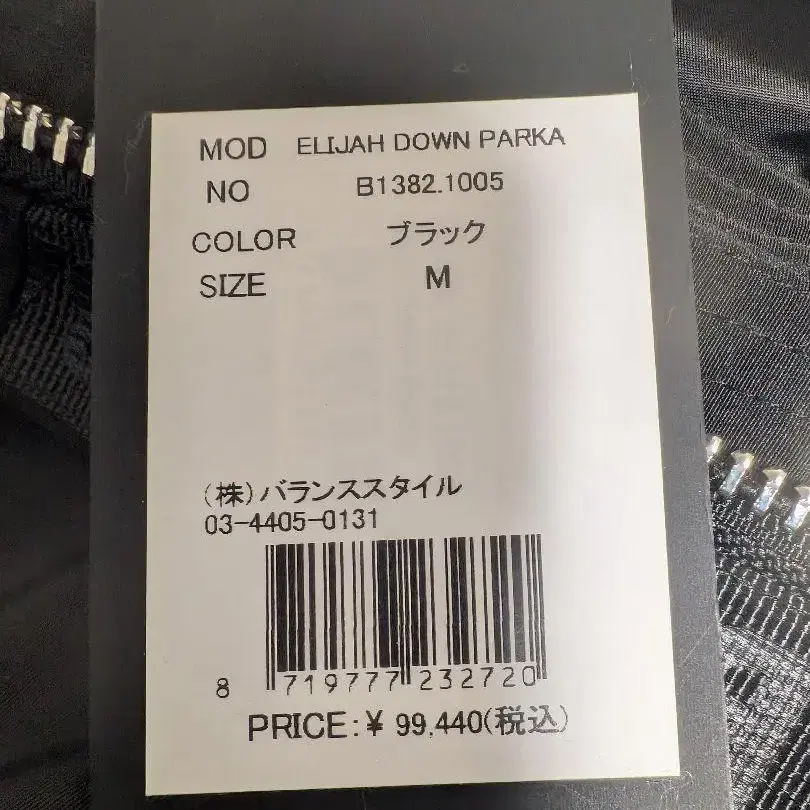 MOD ELIJAH DOWN PARKA
NO B1382.1005
COLOR ブラック
SIZE M
(株)バランススタイル
03-4405-0131
8 719777 232720
PRICE:¥ 99,440(税込)